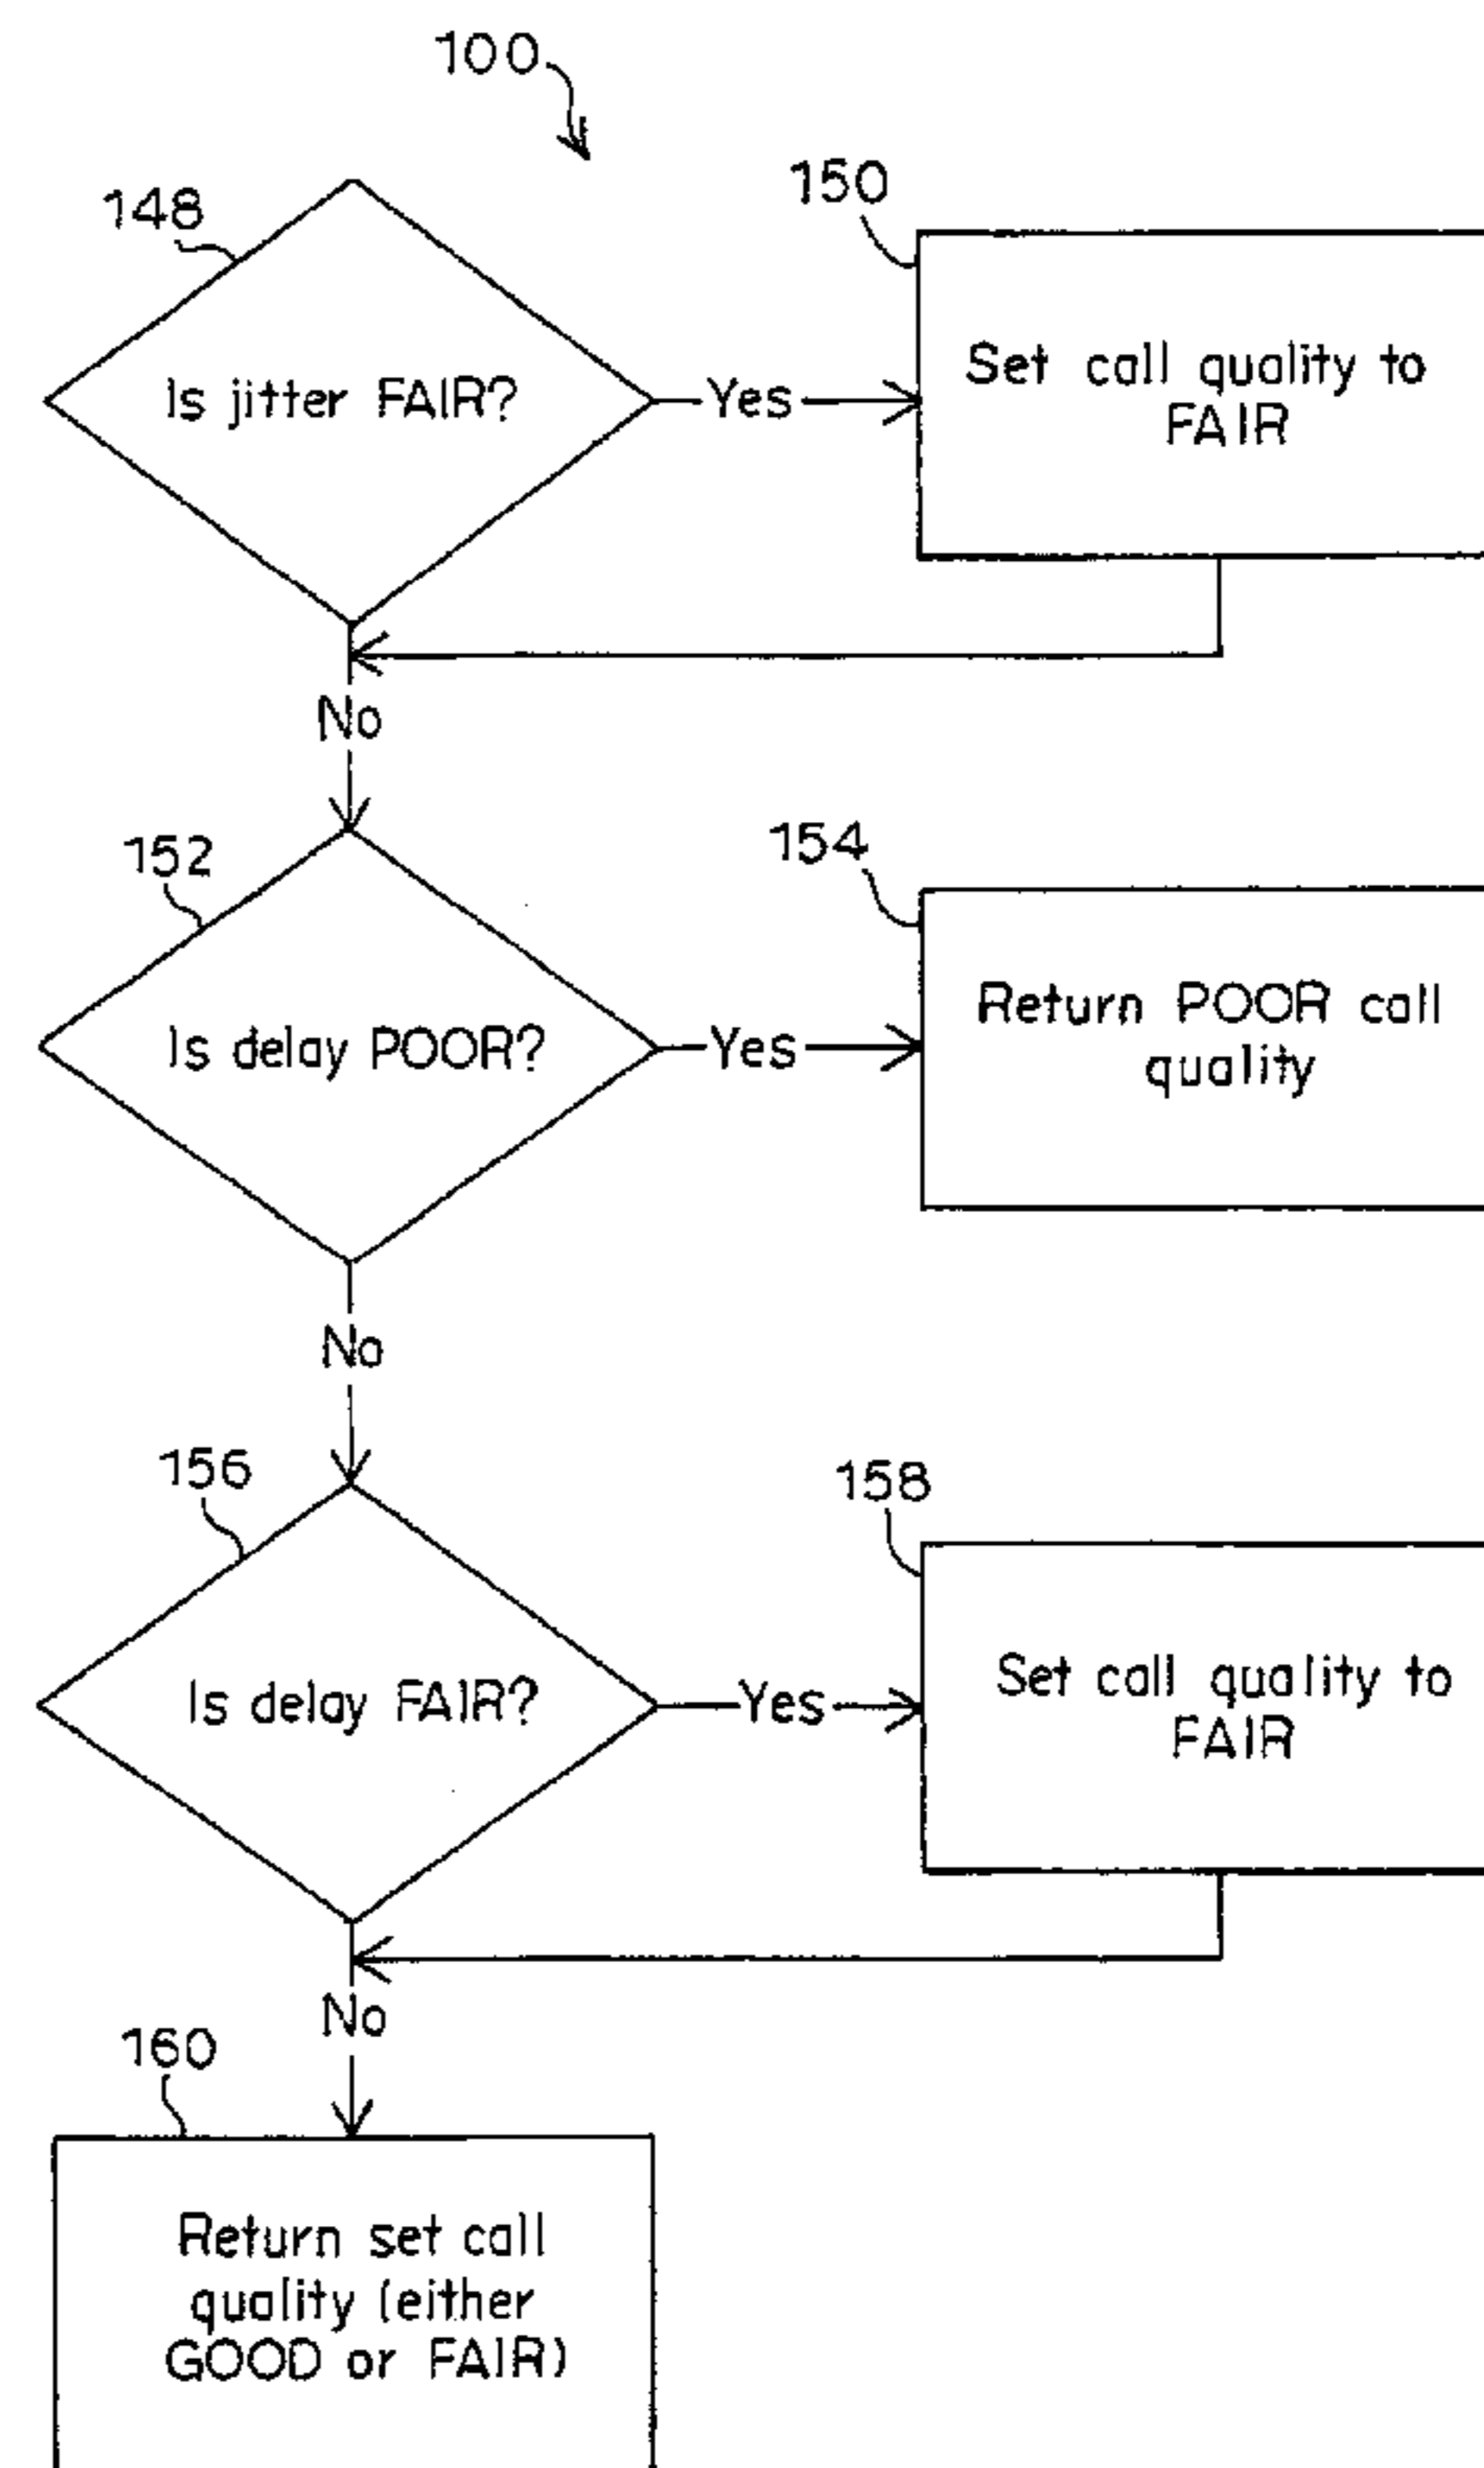 100
148
150
Is jitter FAIR?
Yes
Set call quality to
FAIR
No
152
154
Is delay POOR?
Yes
Return POOR call
quality
No
156
158
Is delay FAIR?
Yes
Set call quality to
FAIR
No
160
Return set call
quality (either
GOOD or FAIR)